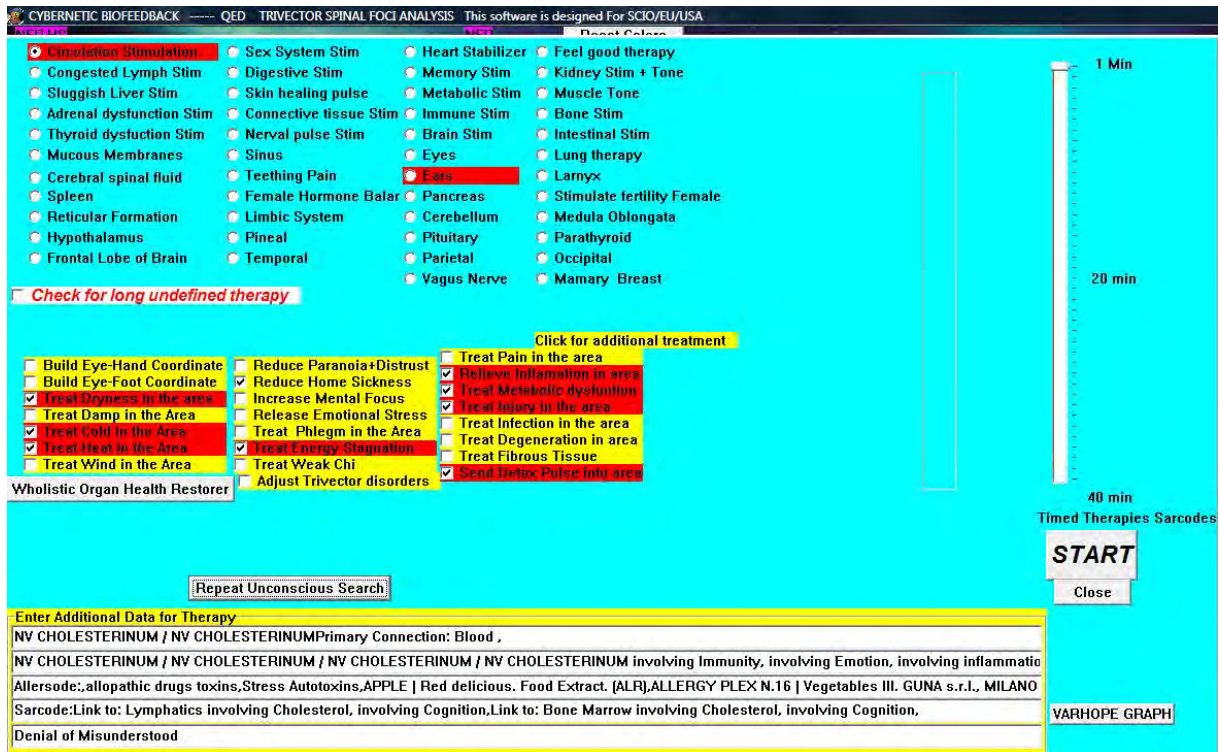 CYBERNETIC BIOFEEDBACK ----- QED TRIVECTOR SPINAL FOCI ANALYSIS This software is designed For SCIO/EU/USA
Reset Colors
Circulation Stimulation
Sex System Stim
Heart Stabilizer
Feel good therapy
Congested Lymph Stim
Digestive Stim
Memory Stim
Kidney Stim + Tone
Sluggish Liver Stim
Skin healing pulse
Metabolic Stim
Muscle Tone
Adrenal dysfunction Stim
Connective tissue Stim
Immune Stim
Bone Stim
Thyroid dysfuction Stim
Nerval pulse Stim
Brain Stim
Intestinal Stim
Mucous Membranes
Sinus
Eyes
Lung therapy
Cerebral spinal fluid
Teething Pain
Ears
Larnyx
Spleen
Female Hormone Balar
Pancreas
Stimulate fertility Female
Reticular Formation
Limbic System
Cerebellum
Medula Oblongata
Hypothalamus
Pineal
Pituitary
Parathyroid
Frontal Lobe of Brain
Temporal
Parietal
Occipital
Vagus Nerve
Mamary Breast
1 Min
20 min
40 min
Check for long undefined therapy
Click for additional treatment
Build Eye-Hand Coordinate
Build Eye-Foot Coordinate
Treat Dryness in the area
Treat Damp in the Area
Treat Cold in the Area
Treat Heat in the Area
Treat Wind in the Area
Reduce Paranoia+Distrust
Reduce Home Sickness
Increase Mental Focus
Release Emotional Stress
Treat Phlegm in the Area
Treat Energy Stagnation
Treat Weak Chi
Adjust Trivector disorders
Treat Pain in the area
Relieve Inflamation in area
Treat Metabolic dysfuntion
Treat Injury in the area
Treat Infection in the area
Treat Degeneration in area
Treat Fibrous Tissue
Send Detox Pulse into area
Wholistic Organ Health Restorer
Timed Therapies Sarcodes
START
Close
Repeat Unconscious Search
Enter Additional Data for Therapy
NV CHOLESTERINUM / NV CHOLESTERINUMPrimary Connection: Blood ,
NV CHOLESTERINUM / NV CHOLESTERINUM / NV CHOLESTERINUM / NV CHOLESTERINUM involving Immunity, involving Emotion, involving inflammatio
Allersode:,allopathic drugs toxins,Stress Autotoxins,APPLE | Red delicious. Food Extract. (ALR),ALLERGY PLEX N.16 | Vegetables III. GUNA s.r.l., MILANO
Sarcode:Link to: Lymphatics involving Cholesterol, involving Cognition,Link to: Bone Marrow involving Cholesterol, involving Cognition,
Denial of Misunderstood
VARHOPE GRAPH